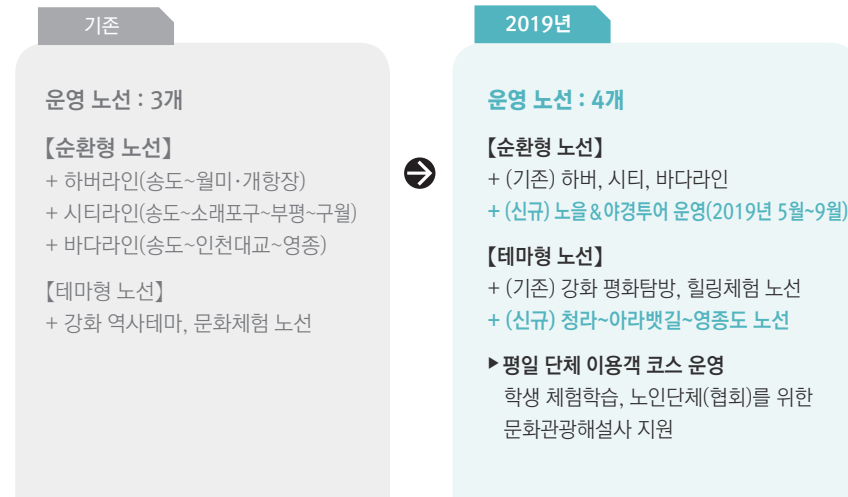 기존
운영 노선 : 3개
【순환형 노선】
+ 하버라인(송도~월미·개항장)
+ 시티라인(송도~소래포구~부평~구월)
+ 바다라인(송도~인천대교~영종)
【테마형 노선】
+ 강화 역사테마, 문화체험 노선
2019년
운영 노선 : 4개
【순환형 노선】
+ (기존) 하버, 시티, 바다라인
+ (신규) 노을&야경투어 운영(2019년 5월~9월)
【테마형 노선】
+ (기존) 강화 평화탐방, 힐링체험 노선
+ (신규) 청라~아라뱃길~영종도 노선
▶평일 단체 이용객 코스 운영
학생 체험학습, 노인단체(협회)를 위한
문화관광해설사 지원